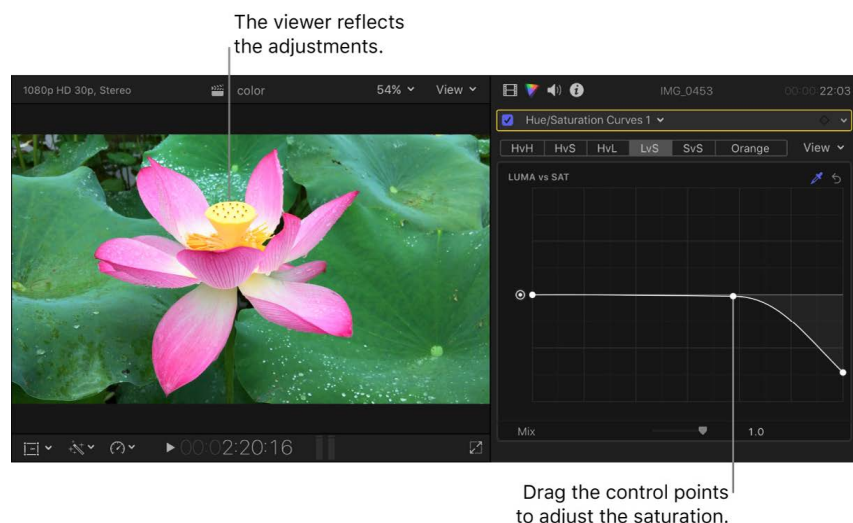 The viewer reflects
the adjustments.
1080p HD 30p, Stereo
color
54%
View
IMG_0453
00:00:22:03
Hue/Saturation Curves 1
HvH
HvS
HvL
LvS
SvS
Orange
View
LUMA vs SAT
Mix
1.0
00:02:20:16
Drag the control points
to adjust the saturation.